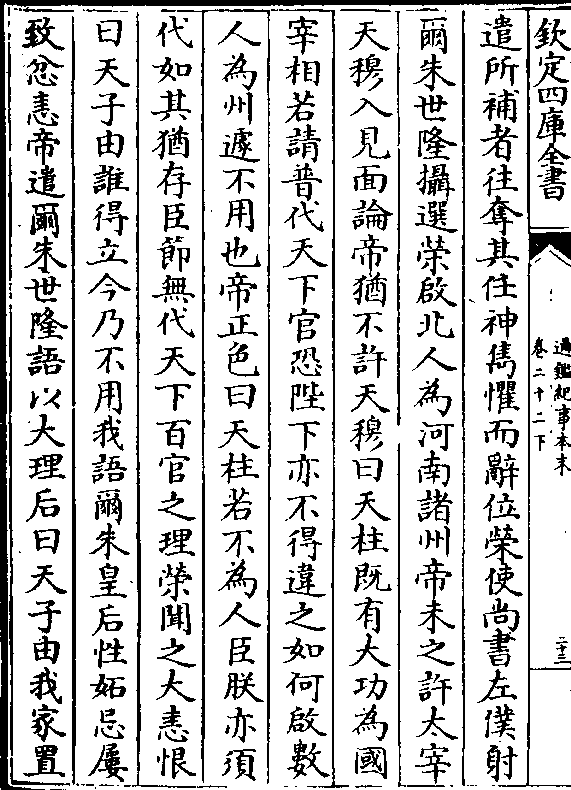 欽定四庫全書
通鑑紀事本末
卷二十二下
二十三
遣所補者往奪其任神雋懼而辭位榮使尚書左僕射
爾朱世隆攝選榮啟北人為河南諸州帝未之許太宰
天穆入見面論帝猶不許天穆曰天柱既有大功為國
宰相若請普代天下官恐陛下亦不得違之如何啟數
人為州遽不用也帝正色曰天柱若不為人臣朕亦須
代如其猶存臣節無代天下百官之理榮聞之大恚恨
曰天子由誰得立今乃不用我語爾朱皇后性妬忌屢
致忿恚帝遣爾朱世隆語以大理后曰天子由我家置